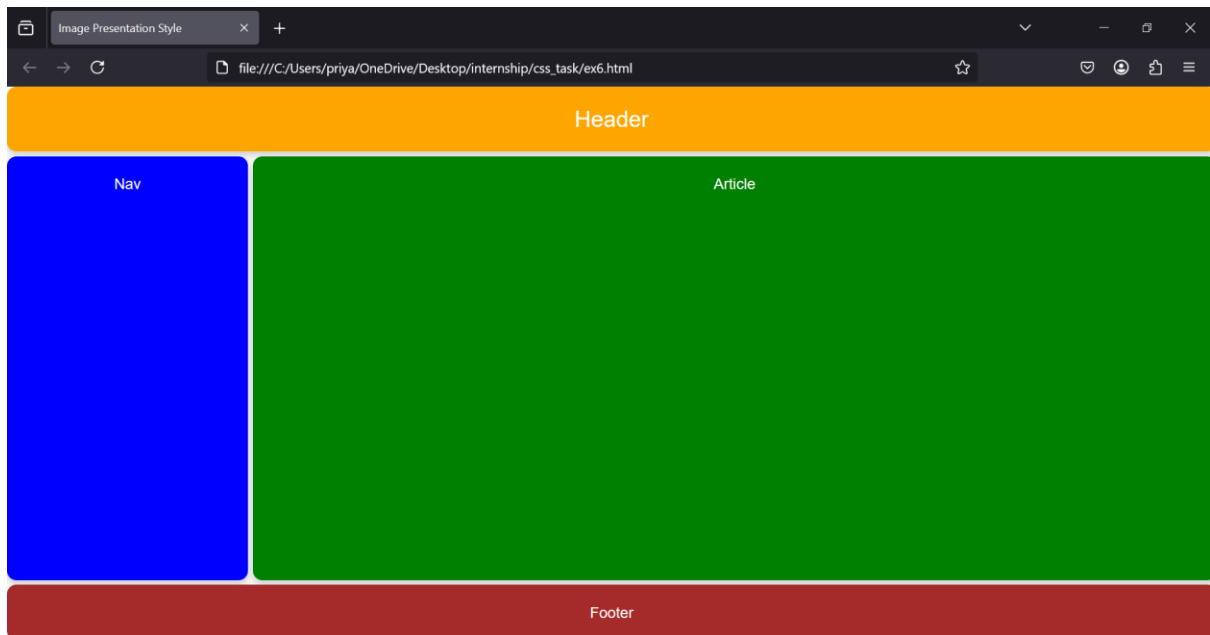 Image Presentation Style
file:///C:/Users/priya/OneDrive/Desktop/internship/css_task/ex6.html
Header
Nav
Article
Footer